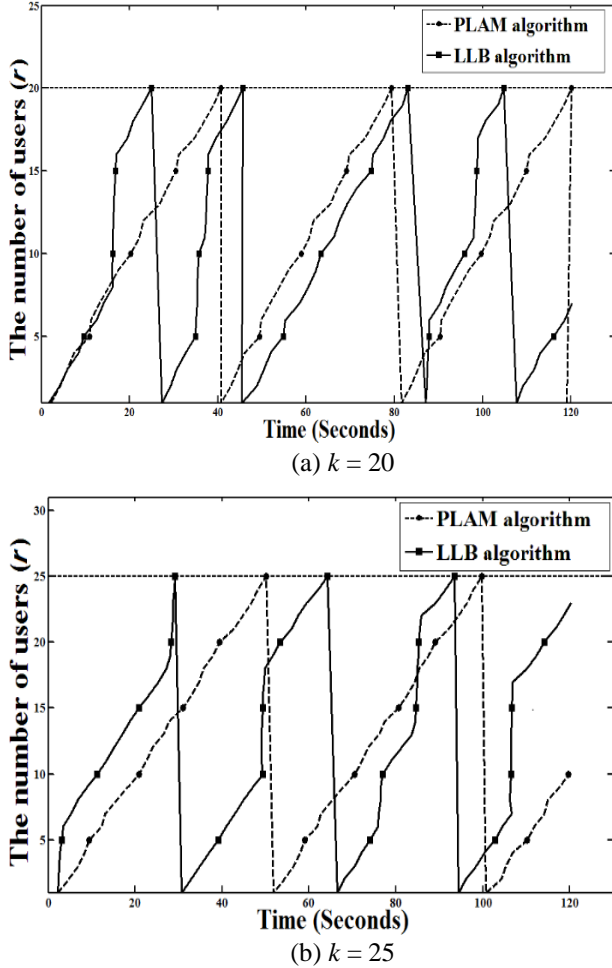 25
20
15
10
5
The number of users (r)
PLAM algorithm
LLB algorithm
0
20
40
60
80
100
120
Time (Seconds)
(a) k = 20
30
25
20
15
10
5
The number of users (r)
PLAM algorithm
LLB algorithm
0
20
40
60
80
100
120
Time (Seconds)
(b) k = 25